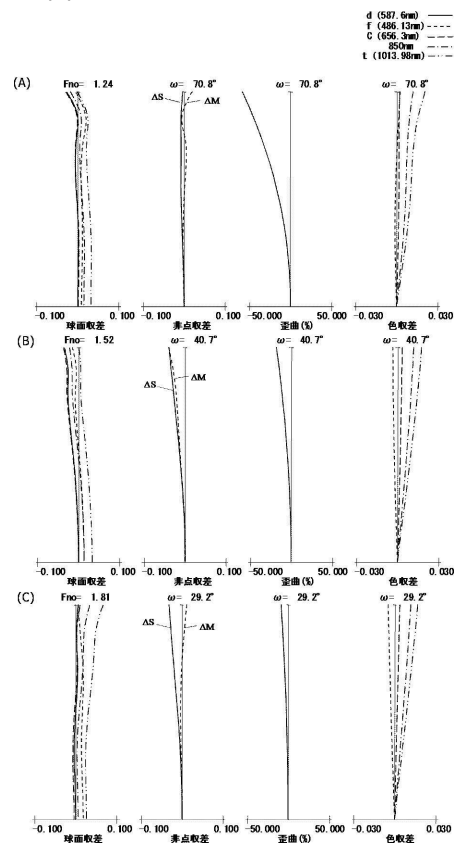 d (587.6nm)
f (486.13nm)
C (656.3nm)
850nm
t (1013.98nm)
(A)
Fno= 1.24
ω= 70.8°
ω= 70.8°
ω= 70.8°
ΔS
ΔM
-0.100 0.100
球面収差
-0.100 0.100
非点収差
-50.000 50.000
歪曲(%)
-0.030 0.030
色収差
(B)
Fno= 1.52
ω= 40.7°
ω= 40.7°
ω= 40.7°
ΔM
ΔS
-0.100 0.100
球面収差
-0.100 0.100
非点収差
-50.000 50.000
歪曲(%)
-0.030 0.030
色収差
(C)
Fno= 1.81
ω= 29.2°
ω= 29.2°
ω= 29.2°
ΔS
ΔM
-0.100 0.100
球面収差
-0.100 0.100
非点収差
-50.000 50.000
歪曲(%)
-0.030 0.030
色収差